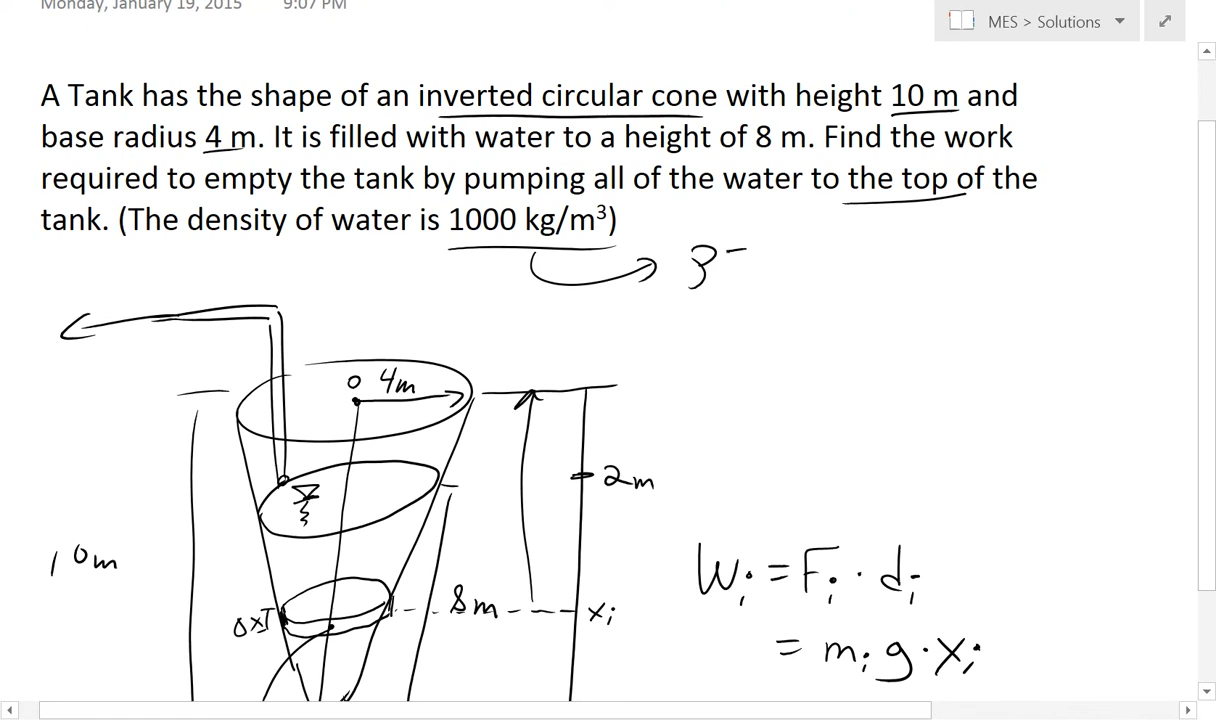 Monday, January 19, 2015 9:07 PM
MES > Solutions
A Tank has the shape of an inverted circular cone with height 10 m and
base radius 4 m. It is filled with water to a height of 8 m. Find the work
required to empty the tank by pumping all of the water to the top of the
tank. (The density of water is 1000 kg/m³)
O 4m
2m
10m
8m
Δx
xᵢ
Wᵢ = Fᵢ · dᵢ
= mᵢ g · xᵢ